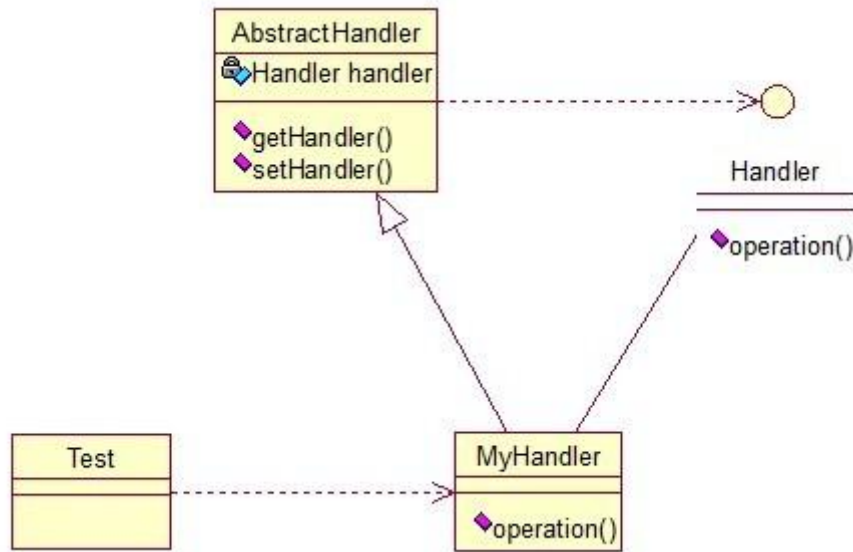 AbstractHandler
Handler handler
getHandler()
setHandler()
Handler
operation()
Test
MyHandler
operation()